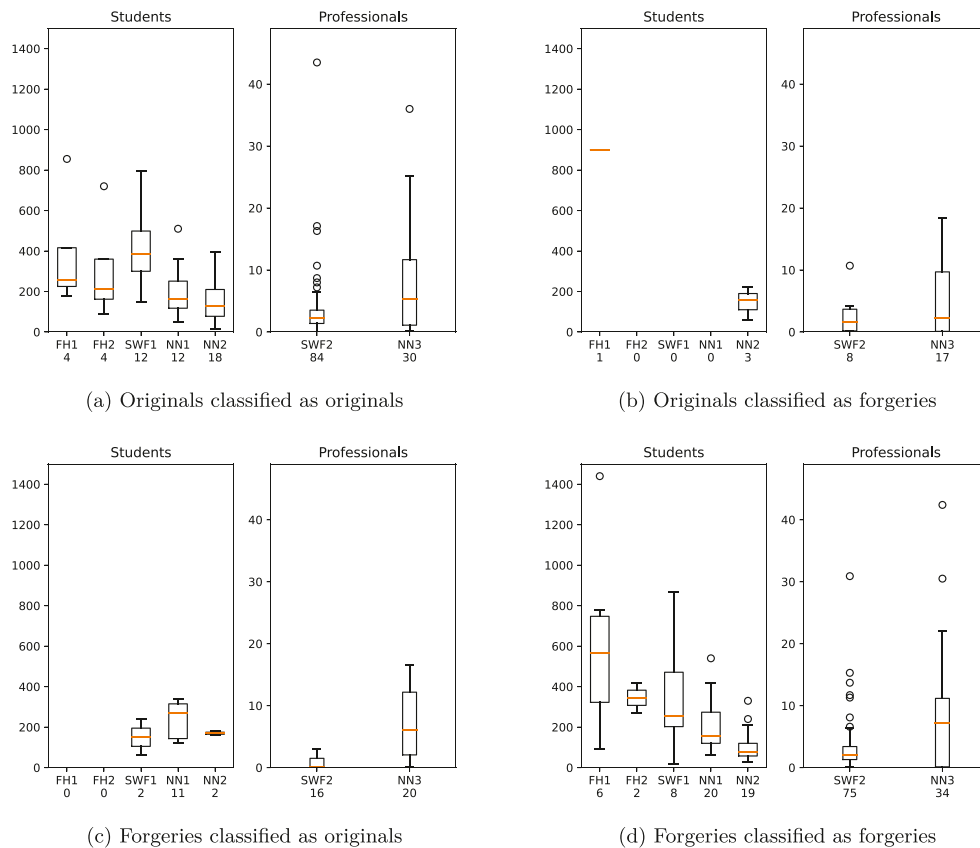 Students
Professionals
1400
1200
1000
800
600
400
200
0
40
30
20
10
0
FH1 FH2 SWF1 NN1 NN2
4 4 12 12 18
SWF2 NN3
84 30
(a) Originals classified as originals
Students
Professionals
1400
1200
1000
800
600
400
200
0
40
30
20
10
0
FH1 FH2 SWF1 NN1 NN2
1 0 0 0 3
SWF2 NN3
8 17
(b) Originals classified as forgeries
Students
Professionals
1400
1200
1000
800
600
400
200
0
40
30
20
10
0
FH1 FH2 SWF1 NN1 NN2
0 0 2 11 2
SWF2 NN3
16 20
(c) Forgeries classified as originals
Students
Professionals
1400
1200
1000
800
600
400
200
0
40
30
20
10
0
FH1 FH2 SWF1 NN1 NN2
6 2 8 20 19
SWF2 NN3
75 34
(d) Forgeries classified as forgeries